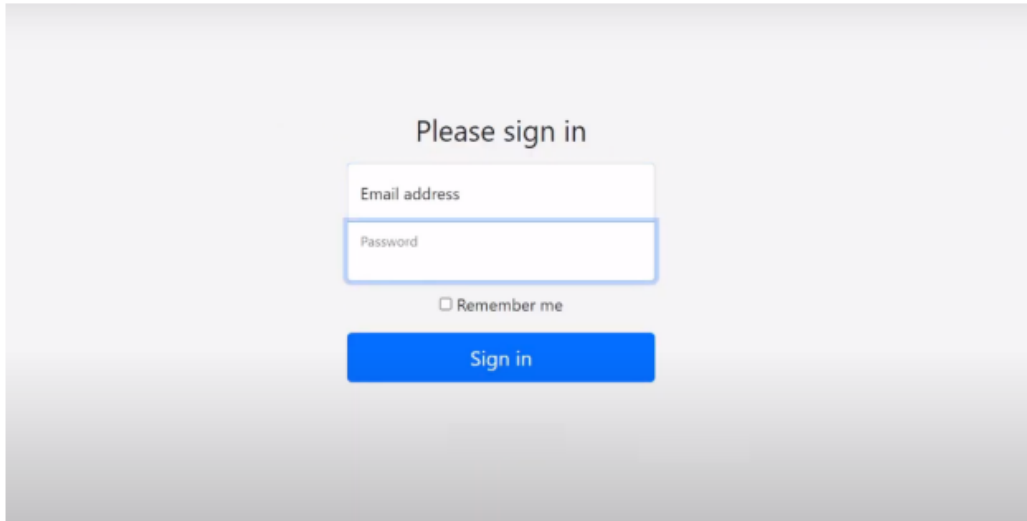 Please sign in
Email address
Password
Remember me
Sign in